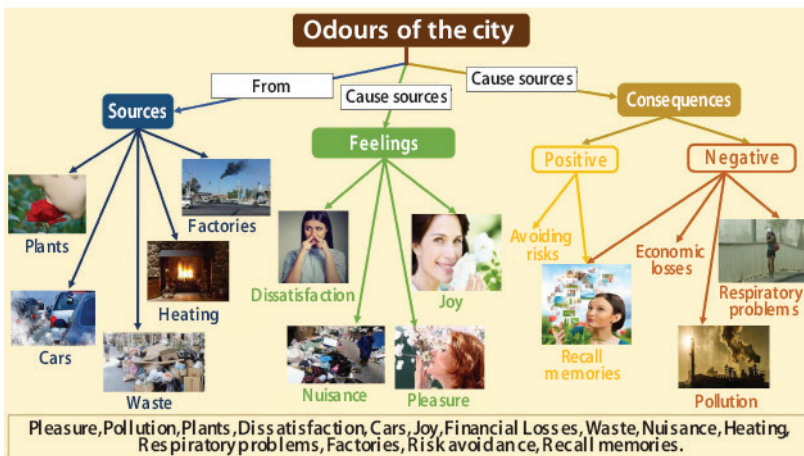 Odours of the city
From
Cause sources
Cause sources
Sources
Feelings
Consequences
Positive
Negative
Plants
Factories
Heating
Cars
Waste
Dissatisfaction
Joy
Nuisance
Pleasure
Avoiding
risks
Recall
memories
Economic
losses
Respiratory
problems
Pollution
Pleasure, Pollution, Plants, Dissatisfaction, Cars, Joy, Financial Losses, Waste, Nuisance, Heating,
Respiratory problems, Factories, Risk avoidance, Recall memories.